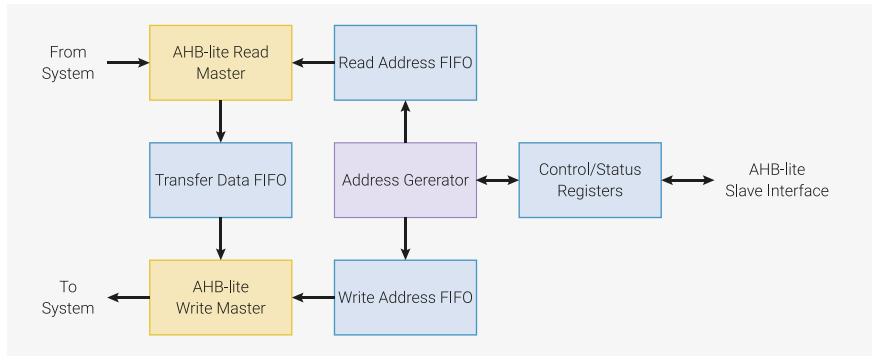 From
System
AHB-lite Read
Master
Read Address FIFO
Transfer Data FIFO
Address Gererator
Control/Status
Registers
AHB-lite
Slave Interface
To
System
AHB-lite
Write Master
Write Address FIFO